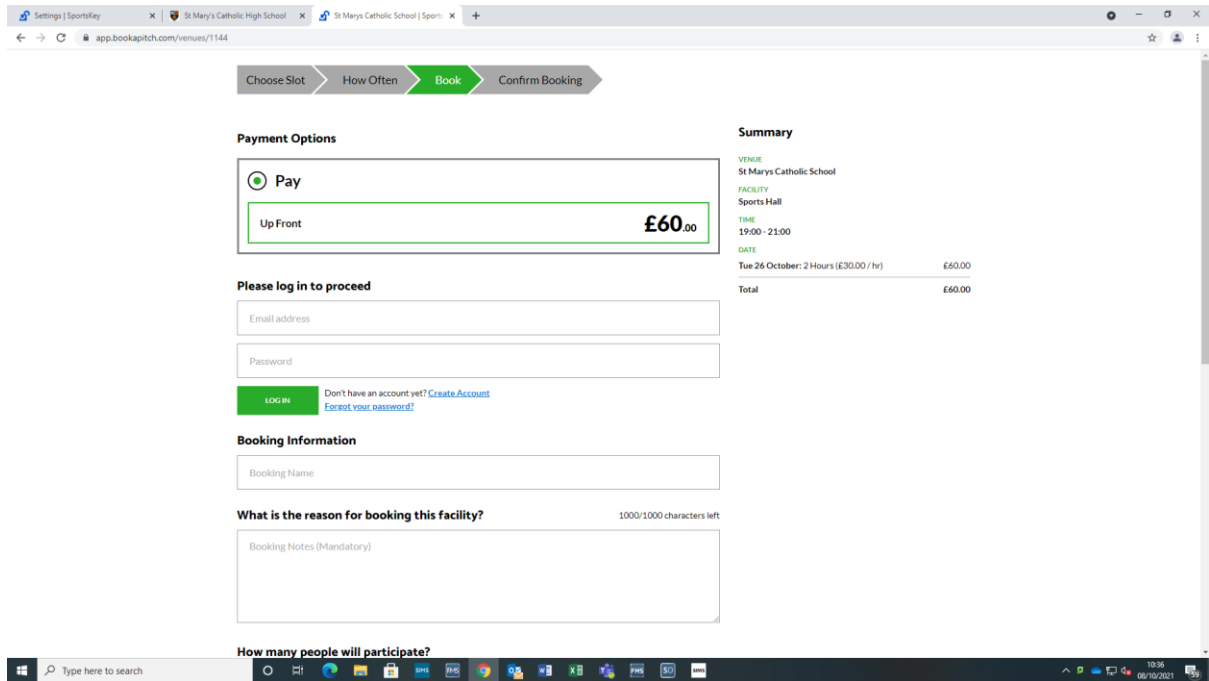 Settings | SportsKey
St Mary's Catholic High School
St Marys Catholic School | Sports
app.bookapitch.com/venues/1144
Choose Slot
How Often
Book
Confirm Booking
Payment Options
Pay
Up Front
£60.00
Please log in to proceed
Email address
Password
LOG IN
Don't have an account yet? Create Account
Forgot your password?
Booking Information
Booking Name
What is the reason for booking this facility?
1000/1000 characters left
Booking Notes (Mandatory)
How many people will participate?
Summary
VENUE
St Marys Catholic School
FACILITY
Sports Hall
TIME
19:00 - 21:00
DATE
Tue 26 October: 2 Hours (£30.00 / hr) £60.00
Total £60.00
Type here to search
SIMS
FMS
SD
SIMS
10:36
08/10/2021